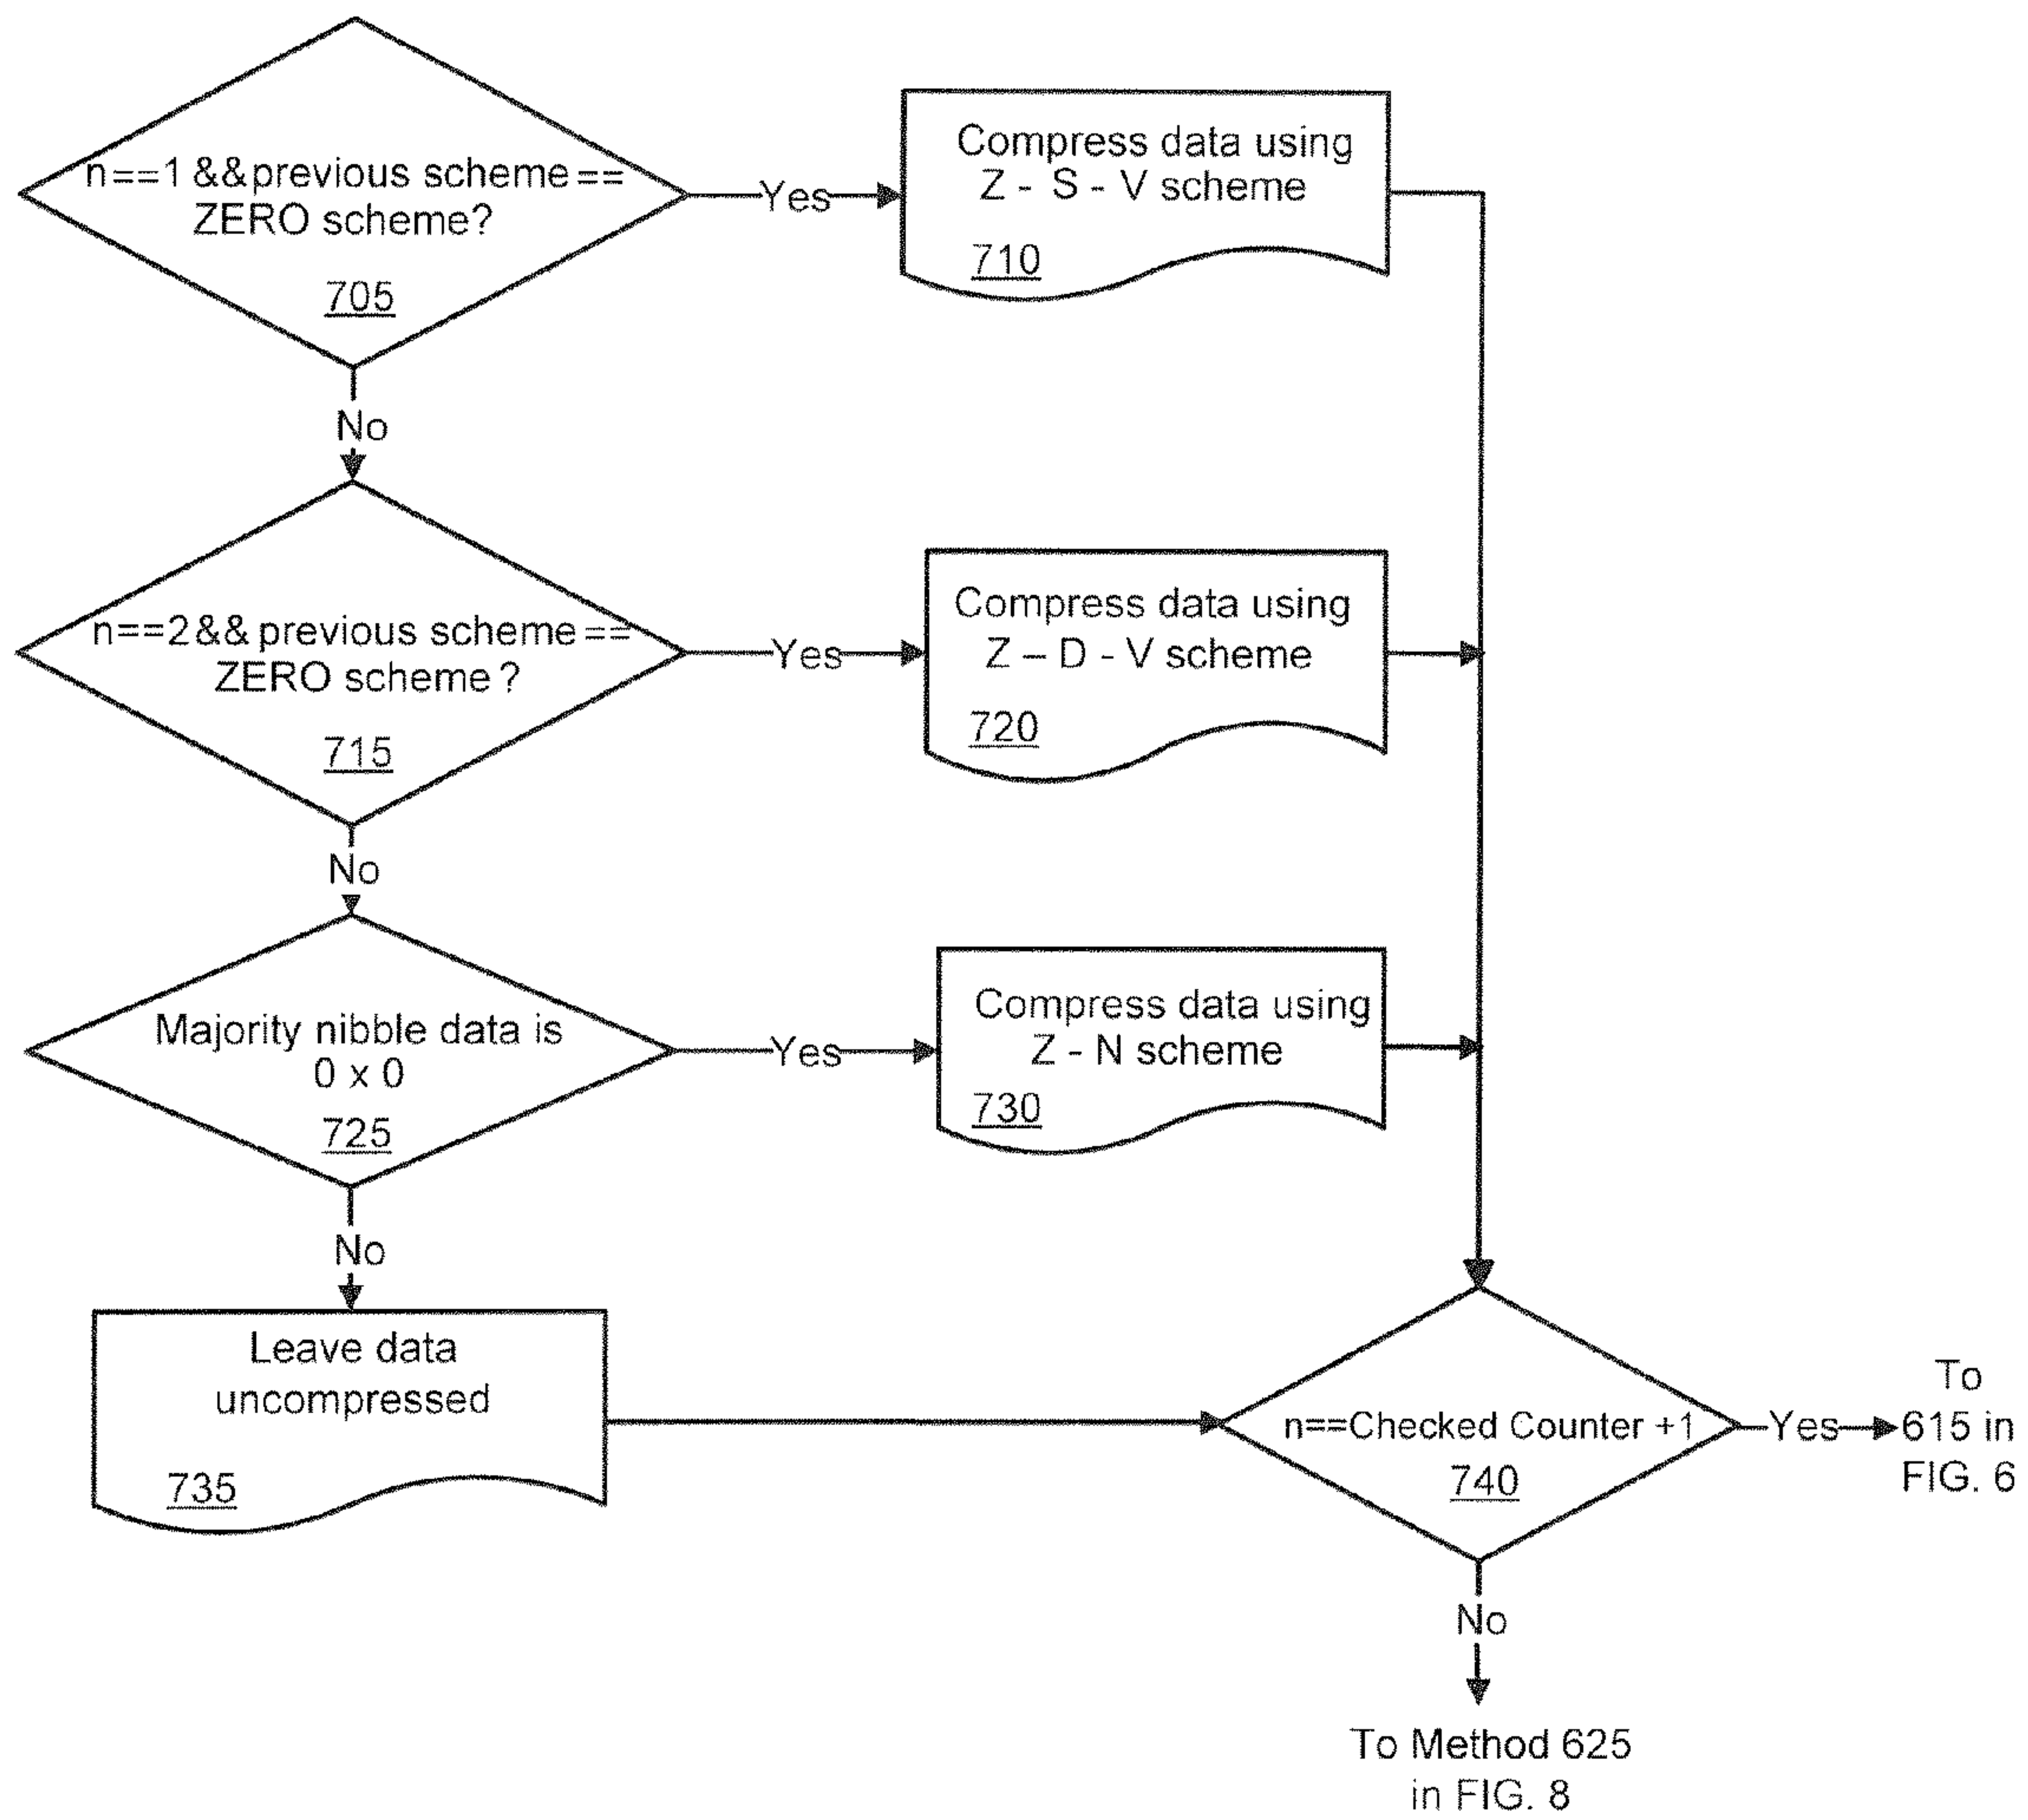 n==1 &&previous scheme==
ZERO scheme?
705
Yes
Compress data using
Z - S - V scheme
710
No
n==2&&previous scheme==
ZERO scheme?
715
Yes
Compress data using
Z – D - V scheme
720
No
Majority nibble data is
0 x 0
725
Yes
Compress data using
Z - N scheme
730
No
Leave data
uncompressed
735
n==Checked Counter +1
740
Yes
To
615 in
FIG. 6
No
To Method 625
in FIG. 8